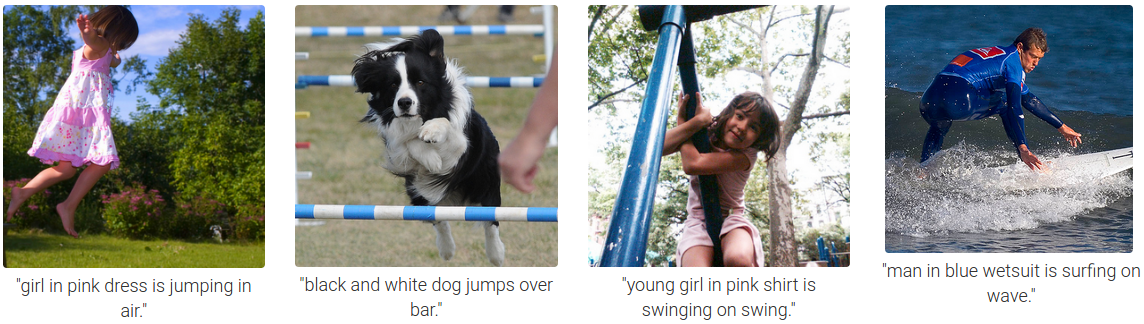 "girl in pink dress is jumping in
air."
"black and white dog jumps over
bar."
"young girl in pink shirt is
swinging on swing."
"man in blue wetsuit is surfing on
wave."